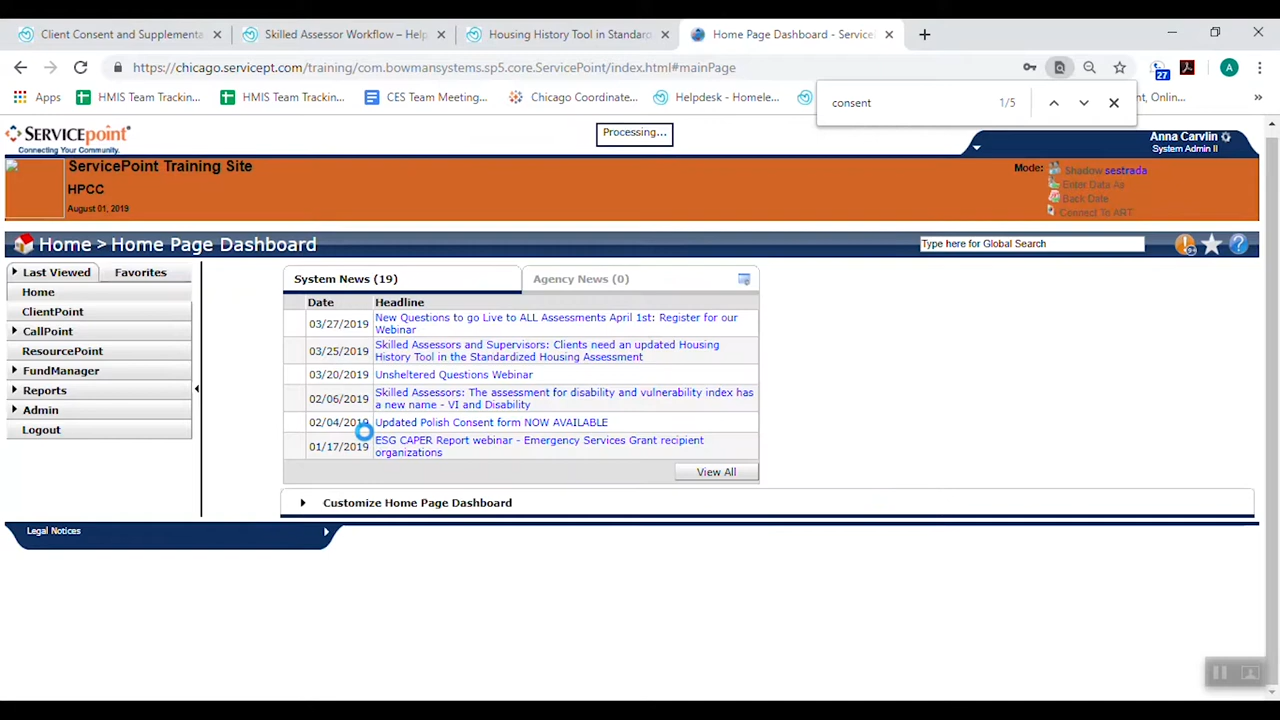 Client Consent and Supplementa
Skilled Assessor Workflow – Help
Housing History Tool in Standard
Home Page Dashboard - Service
https://chicago.servicept.com/training/com.bowmansystems.sp5.core.ServicePoint/index.html#mainPage
27
A
Apps
HMIS Team Trackin...
HMIS Team Trackin...
CES Team Meeting...
Chicago Coordinate...
Helpdesk - Homele...
nt, Onlin...
consent
1/5
SERVICEpoint
Connecting Your Community.
Processing...
Anna Carvlin
System Admin II
ServicePoint Training Site
HPCC
August 01, 2019
Mode:
Shadow sestrada
Enter Data As
Back Date
Connect To ART
Home > Home Page Dashboard
Type here for Global Search
Last Viewed
Favorites
Home
ClientPoint
CallPoint
ResourcePoint
FundManager
Reports
Admin
Logout
System News (19)
Agency News (0)
Date
Headline
03/27/2019
New Questions to go Live to ALL Assessments April 1st: Register for our
Webinar
03/25/2019
Skilled Assessors and Supervisors: Clients need an updated Housing
History Tool in the Standardized Housing Assessment
03/20/2019
Unsheltered Questions Webinar
02/06/2019
Skilled Assessors: The assessment for disability and vulnerability index has
a new name - VI and Disability
02/04/2019
Updated Polish Consent form NOW AVAILABLE
01/17/2019
ESG CAPER Report webinar - Emergency Services Grant recipient
organizations
View All
Customize Home Page Dashboard
Legal Notices